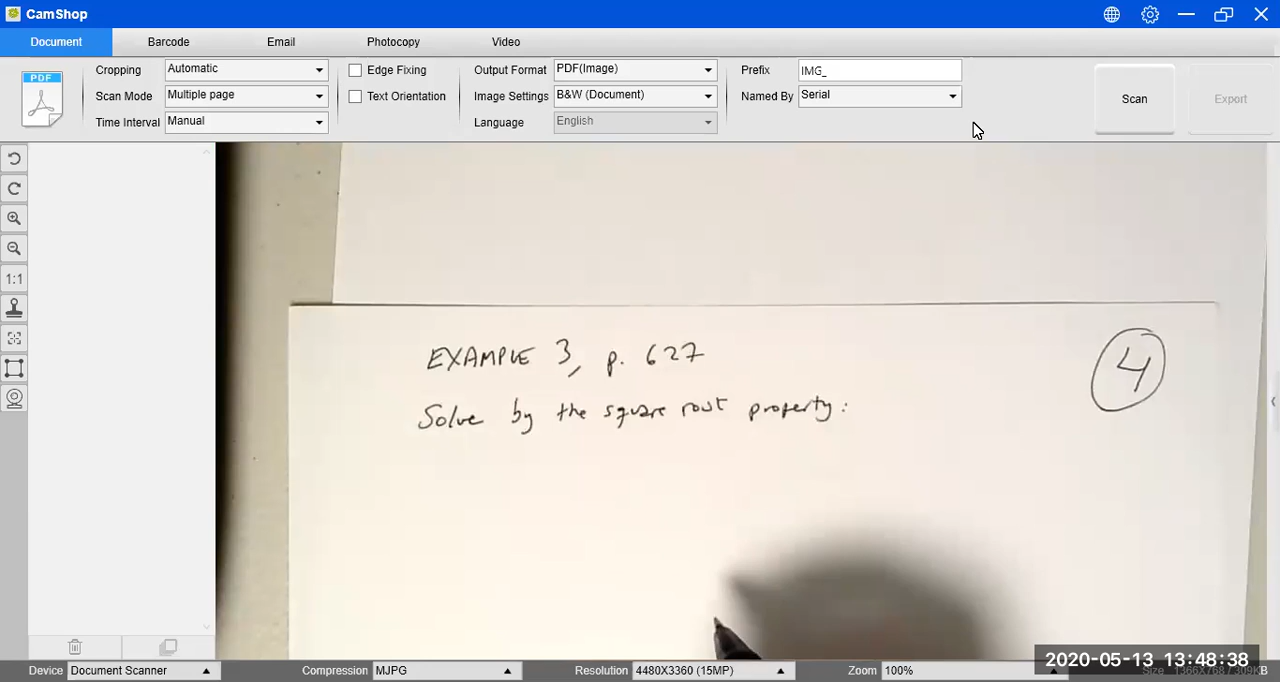 CamShop
Document Barcode Email Photocopy Video
PDF
Cropping Automatic
Scan Mode Multiple page
Time Interval Manual
Edge Fixing
Text Orientation
Output Format PDF(Image)
Image Settings B&W (Document)
Language English
Prefix IMG_
Named By Serial
Scan
Export
1:1
EXAMPLE 3, p. 627
4
Solve by the square root property:
2020-05-13 13:48:38
Device Document Scanner
Compression MJPG
Resolution 4480X3360 (15MP)
Zoom 100%